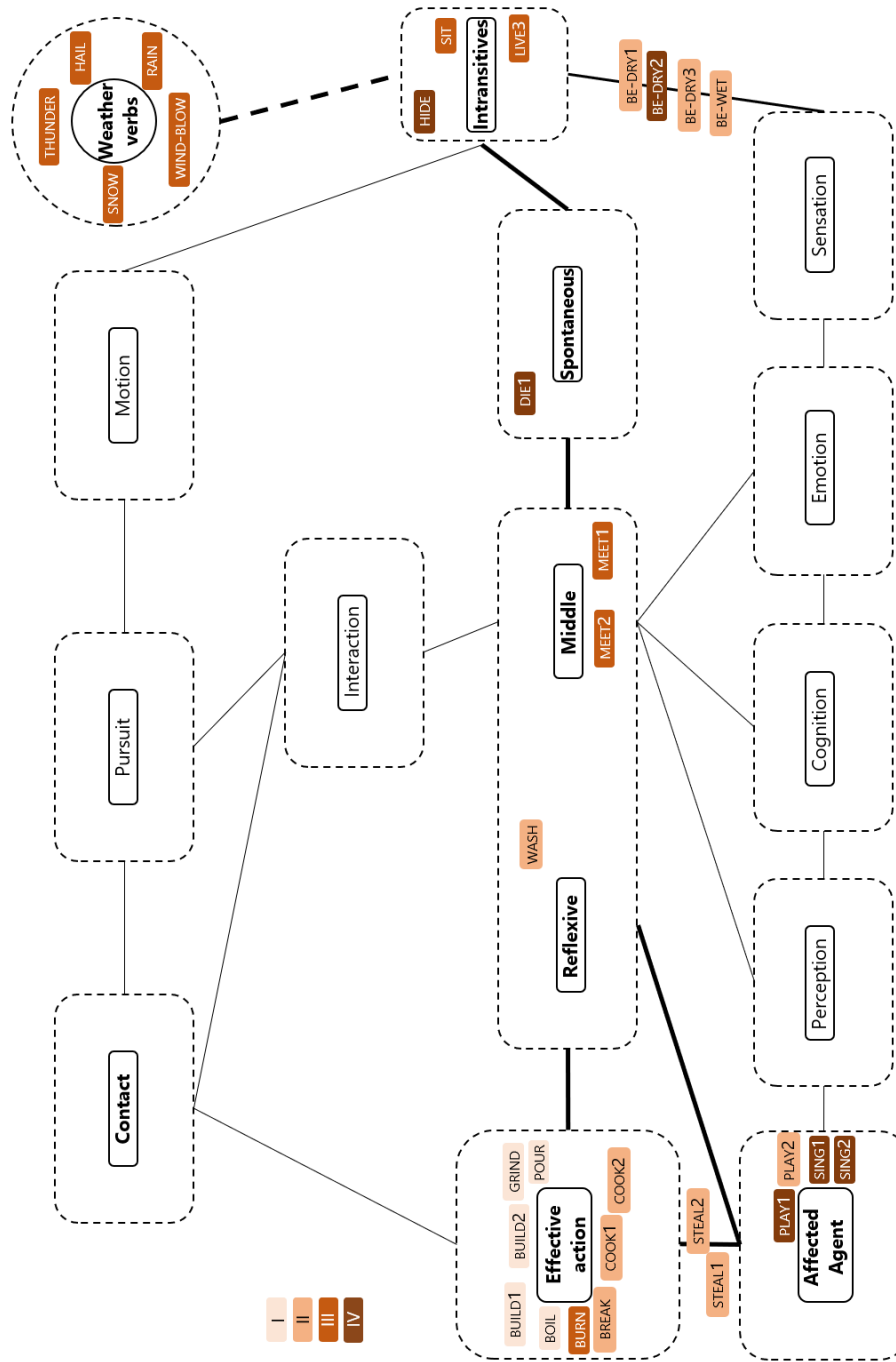 I
II
III
IV
Contact
Pursuit
Motion
Weather
verbs
SNOW
THUNDER
HAIL
RAIN
WIND-BLOW
Interaction
HIDE
SIT
Intransitives
LIVE3
Effective
action
BUILD1
BUILD2
GRIND
POUR
BOIL
BURN
BREAK
COOK1
COOK2
Reflexive
WASH
Middle
MEET2
MEET1
Spontaneous
DIE1
BE-DRY1
BE-DRY2
BE-DRY3
BE-WET
STEAL1
STEAL2
Affected
Agent
PLAY1
PLAY2
SING1
SING2
Perception
Cognition
Emotion
Sensation